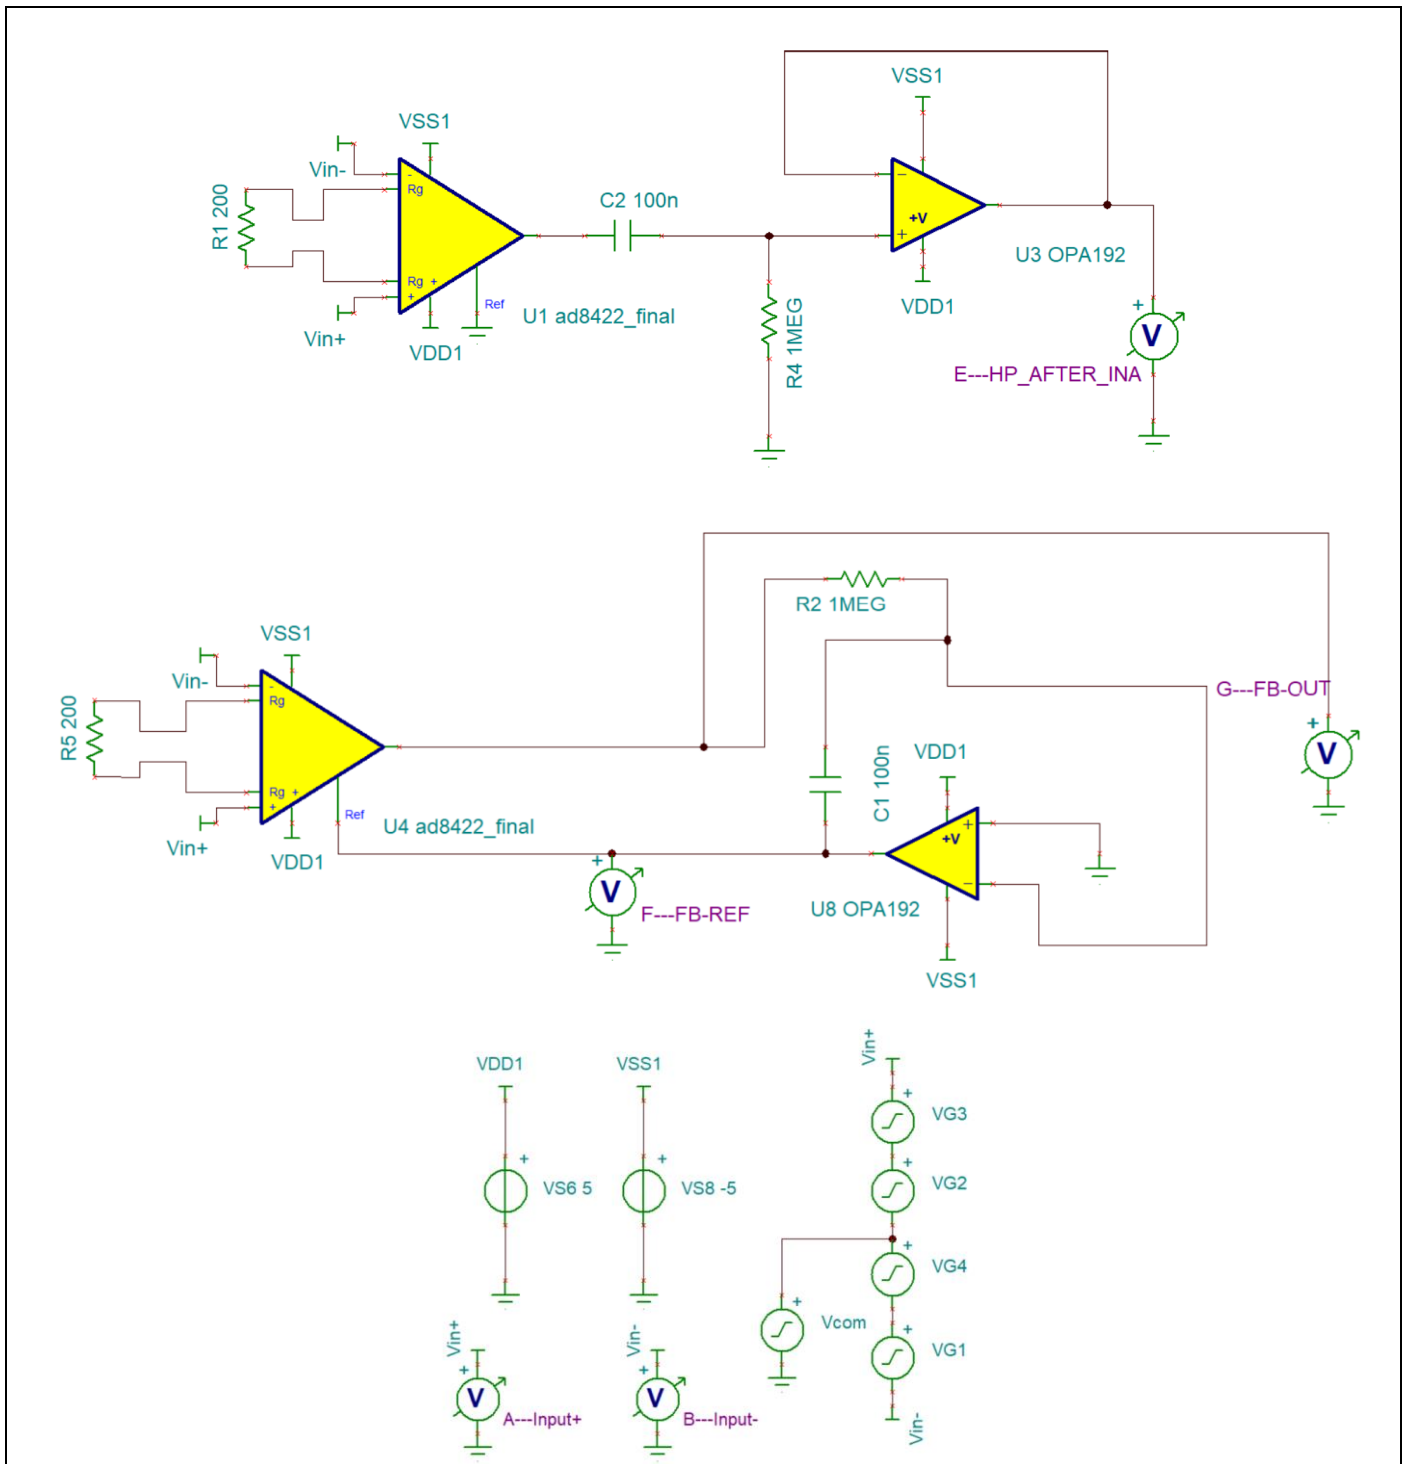 VSS1
VSS1
Vin-
-
Rg
R1 200
C2 100n
−
+V
+
Rg +
+
Ref
U1 ad8422_final
U3 OPA192
VDD1
Vin+
VDD1
R4 1MEG
+
V
E---HP_AFTER_INA
R2 1MEG
VSS1
Vin-
-
Rg
R5 200
G---FB-OUT
+
V
C1 100n
VDD1
+
+V
−
Rg +
+
Ref
U4 ad8422_final
Vin+
VDD1
+
V
F---FB-REF
U8 OPA192
VSS1
VDD1
VSS1
Vin+
+
VG3
+
VG2
+
VS6 5
+
VS8 -5
+
VG4
+
Vcom
+
VG1
Vin-
Vin+
+
V
A---Input+
Vin-
+
V
B---Input-